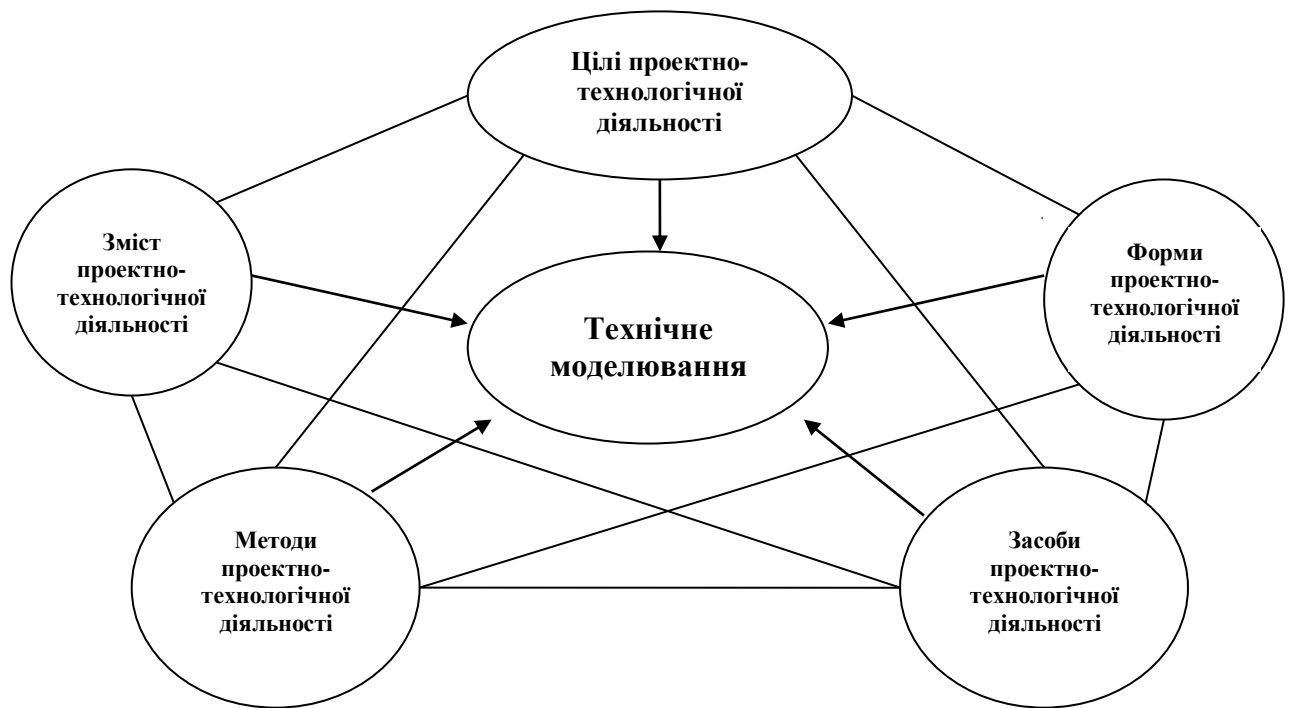 Цілі проектно-
технологічної
діяльності
Зміст
проектно-
технологічної
діяльності
Форми
проектно-
технологічної
діяльності
Технічне
моделювання
Методи
проектно-
технологічної
діяльності
Засоби
проектно-
технологічної
діяльності